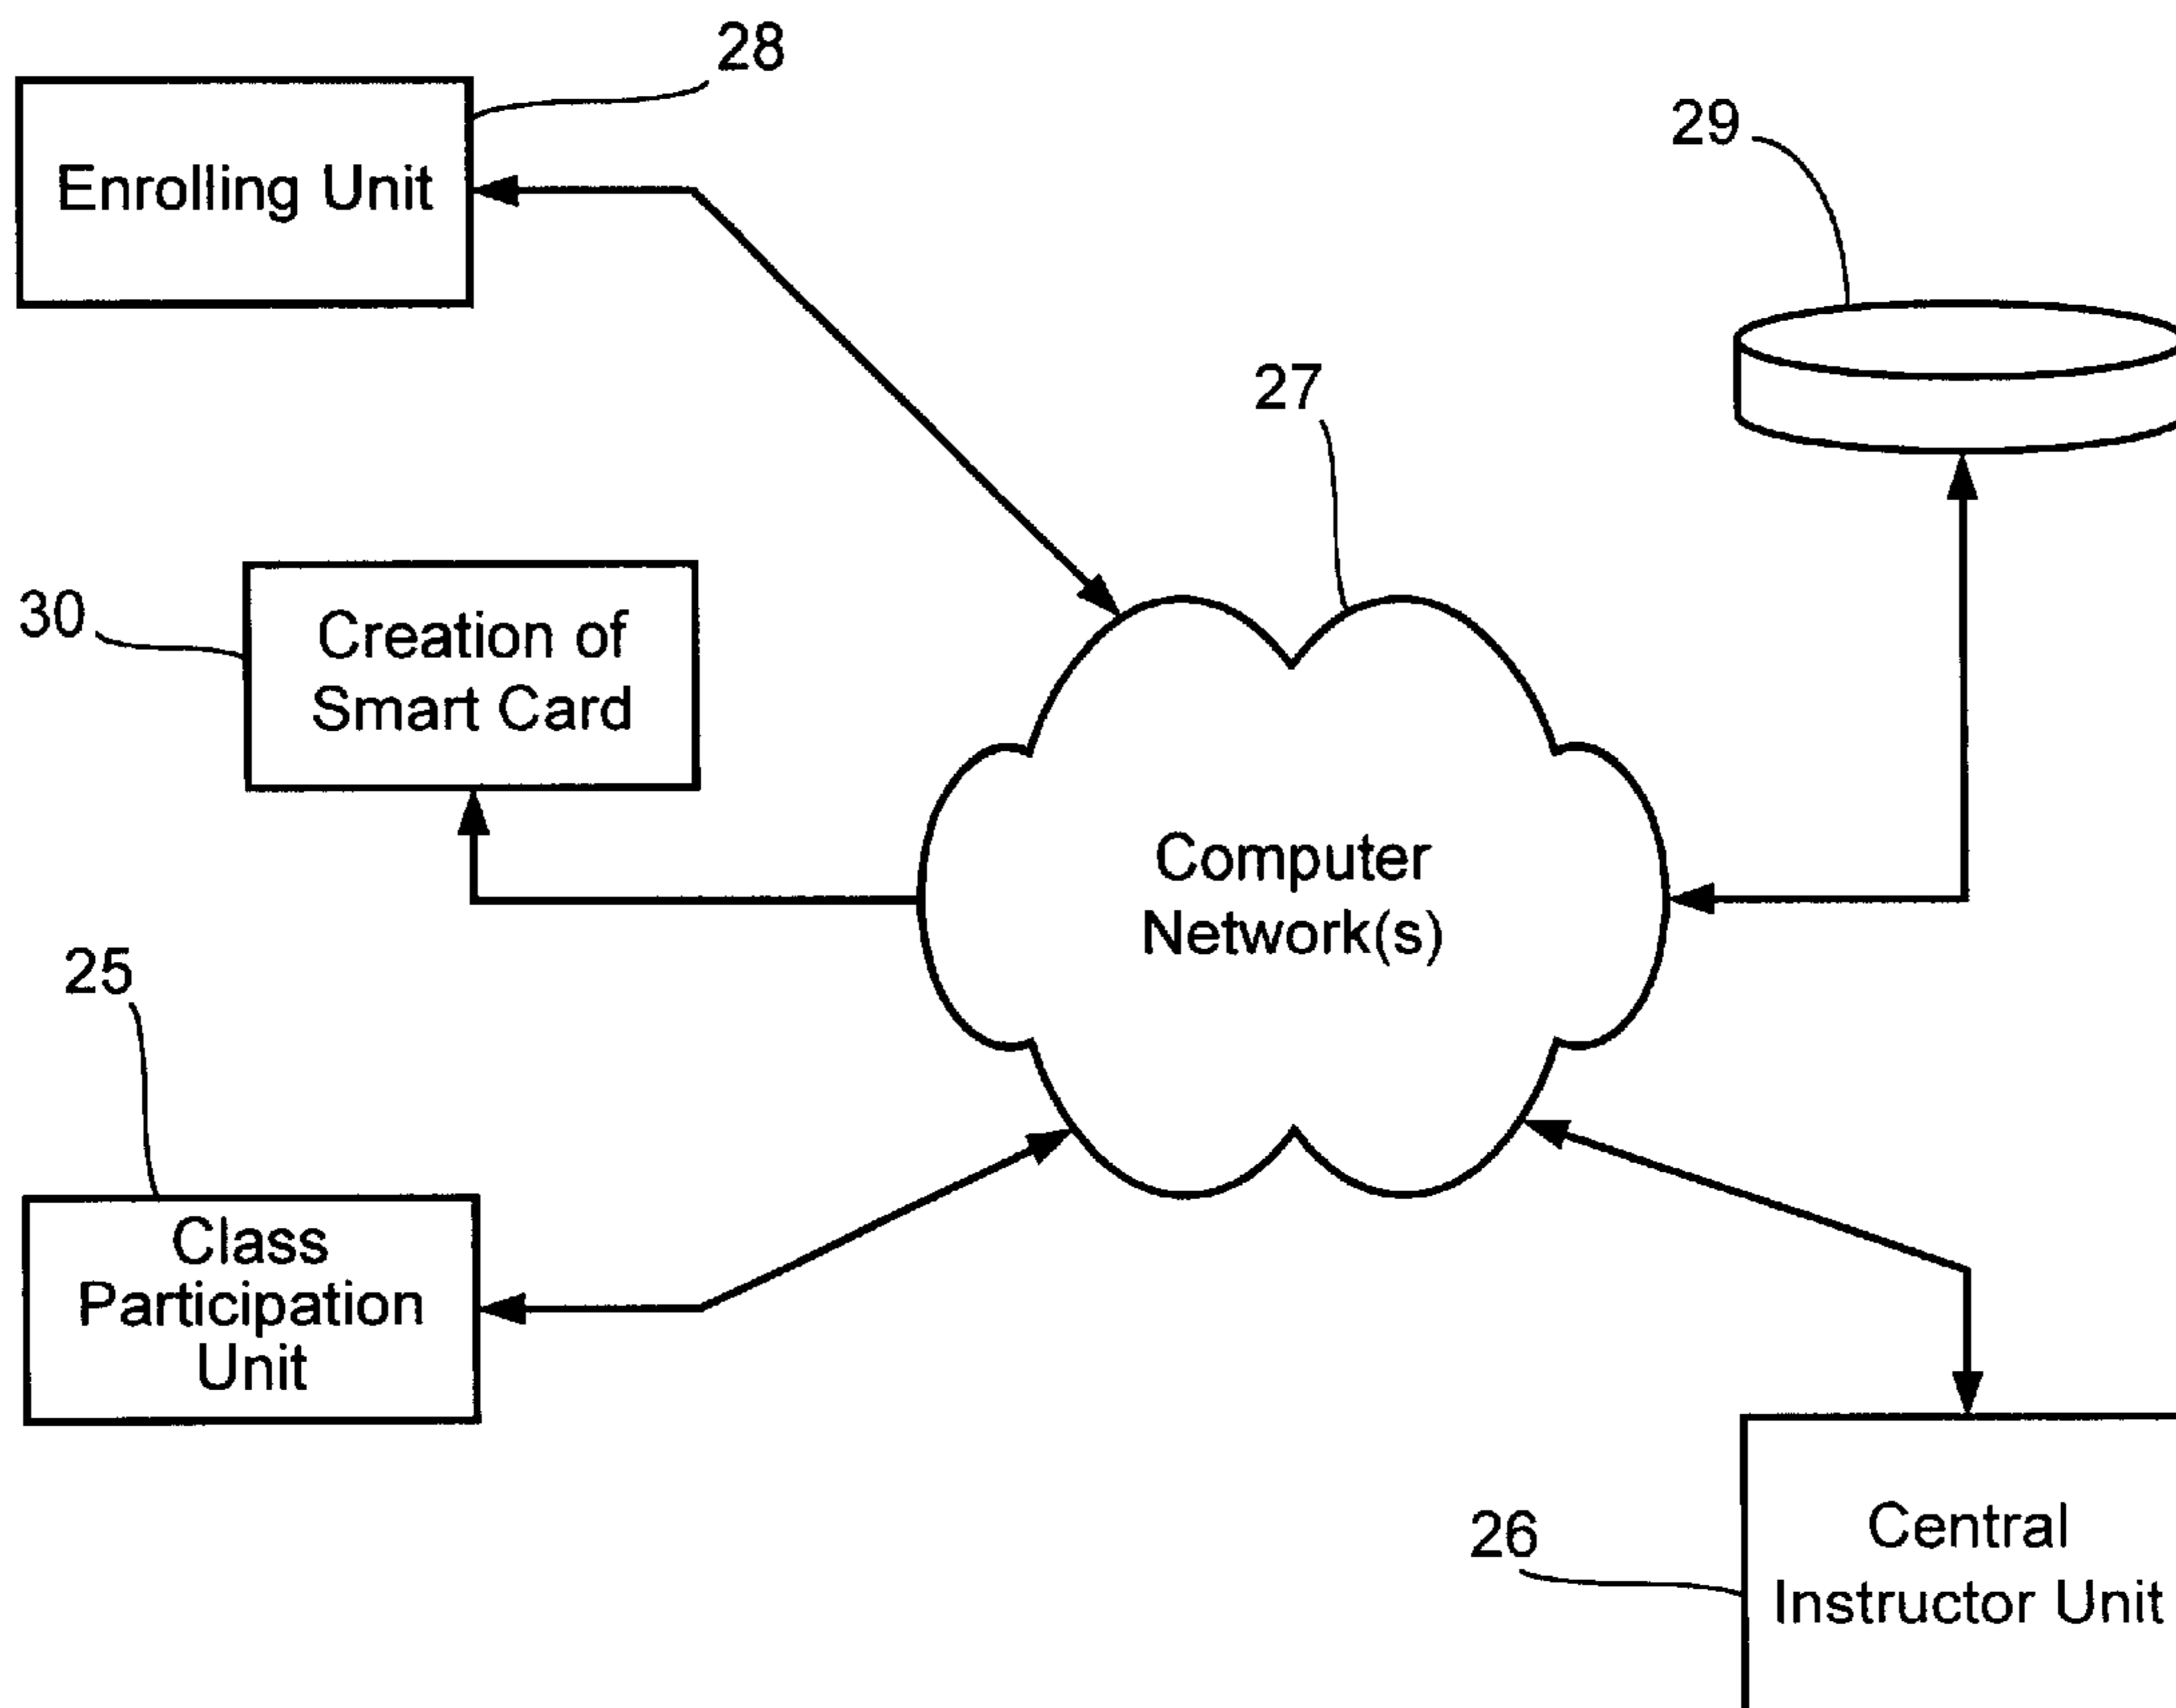 28
Enrolling Unit
29
27
30
Creation of
Smart Card
Computer
Network(s)
25
Class
Participation
Unit
26
Central
Instructor Unit